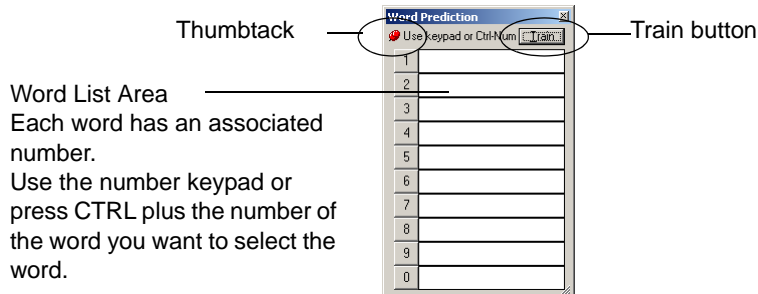 Word Prediction
Thumbtack
Use keypad or Ctrl-Num Train
Train button
Word List Area
Each word has an associated
number.
Use the number keypad or
press CTRL plus the number of
the word you want to select the
word.
1
2
3
4
5
6
7
8
9
0